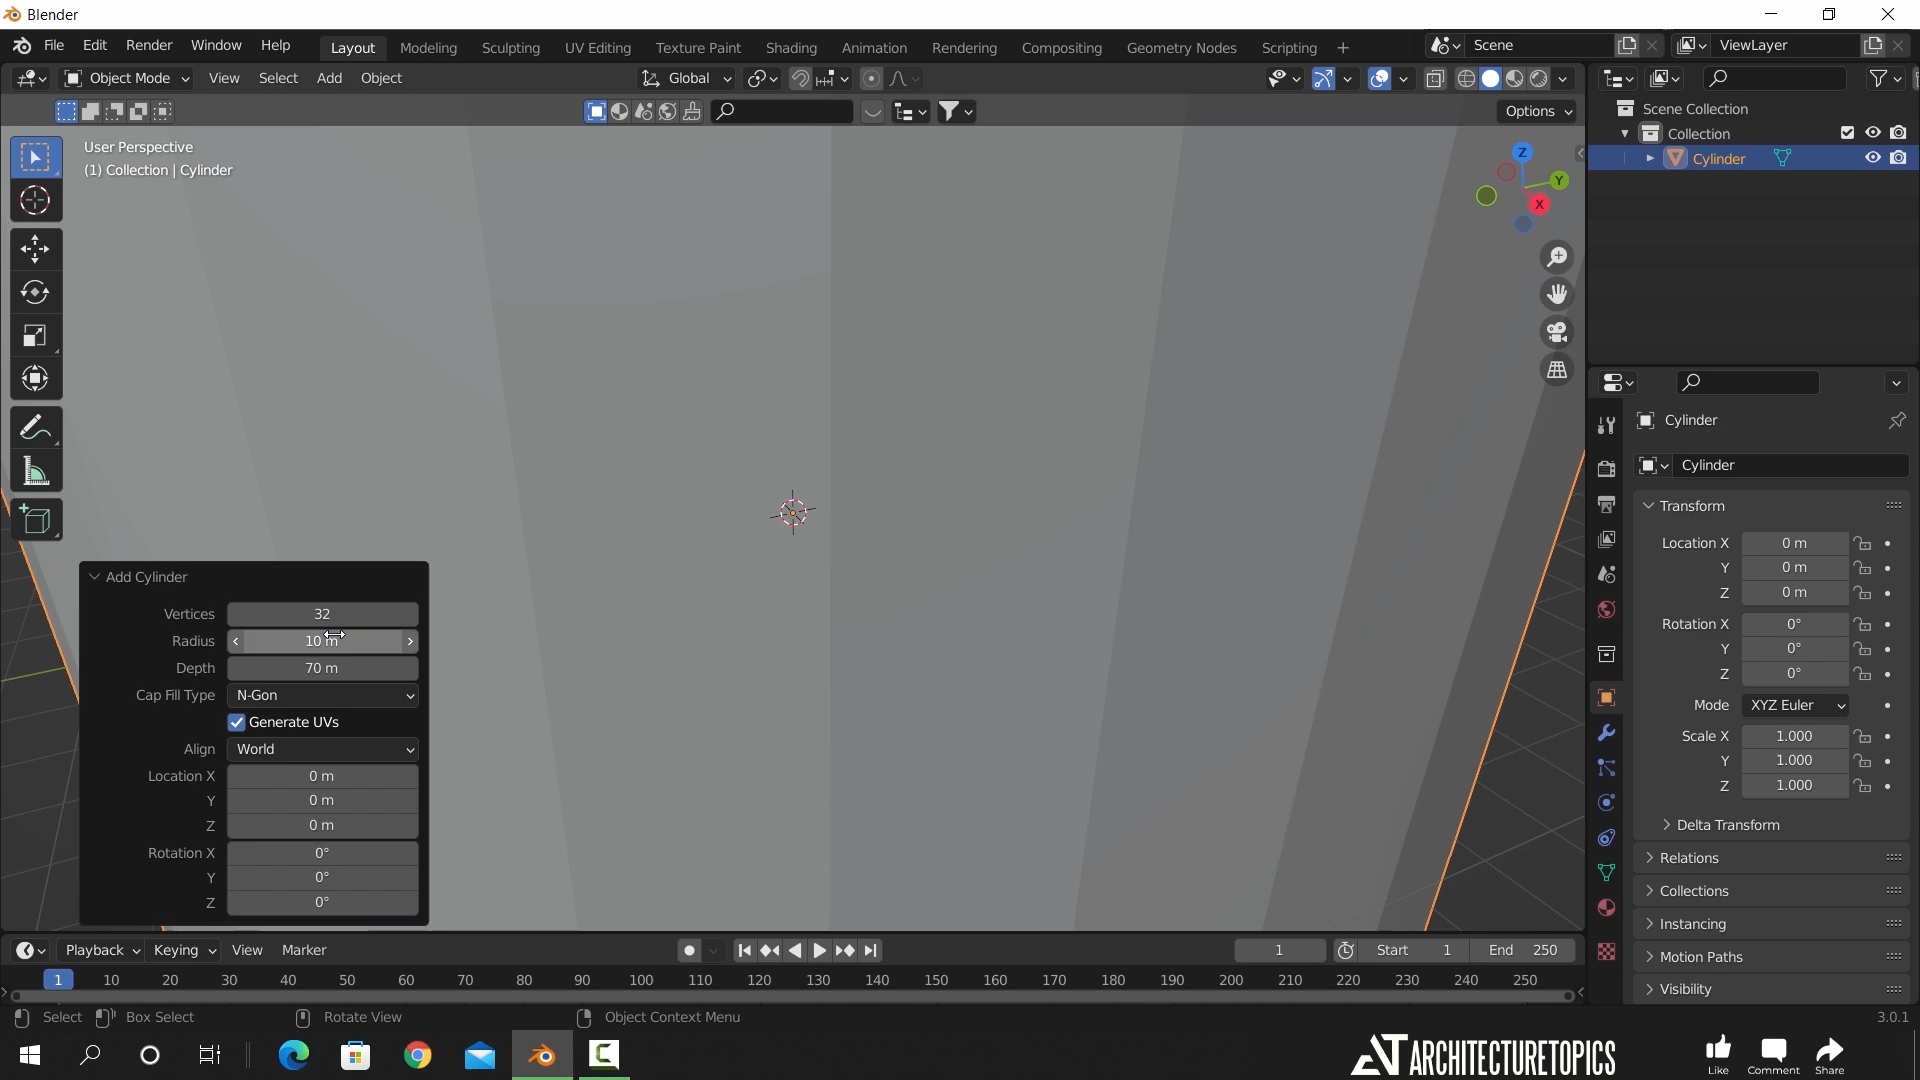 Blender
File Edit Render Window Help Layout Modeling Sculpting UV Editing Texture Paint Shading Animation Rendering Compositing Geometry Nodes Scripting + Scene ViewLayer
Object Mode View Select Add Object Global
Options
User Perspective
(1) Collection | Cylinder
Z
Y
X
Scene Collection
Collection
Cylinder
Cylinder
Cylinder
Transform
Location X 0 m
Y 0 m
Z 0 m
Rotation X 0°
Y 0°
Z 0°
Mode XYZ Euler
Scale X 1.000
Y 1.000
Z 1.000
Delta Transform
Relations
Collections
Instancing
Motion Paths
Visibility
Add Cylinder
Vertices 32
Radius 10 m
Depth 70 m
Cap Fill Type N-Gon
Generate UVs
Align World
Location X 0 m
Y 0 m
Z 0 m
Rotation X 0°
Y 0°
Z 0°
Playback Keying View Marker 1 Start 1 End 250
1 10 20 30 40 50 60 70 80 90 100 110 120 130 140 150 160 170 180 190 200 210 220 230 240 250
Select Box Select Rotate View Object Context Menu 3.0.1
ARCHITECTURETOPICS
Like Comment Share